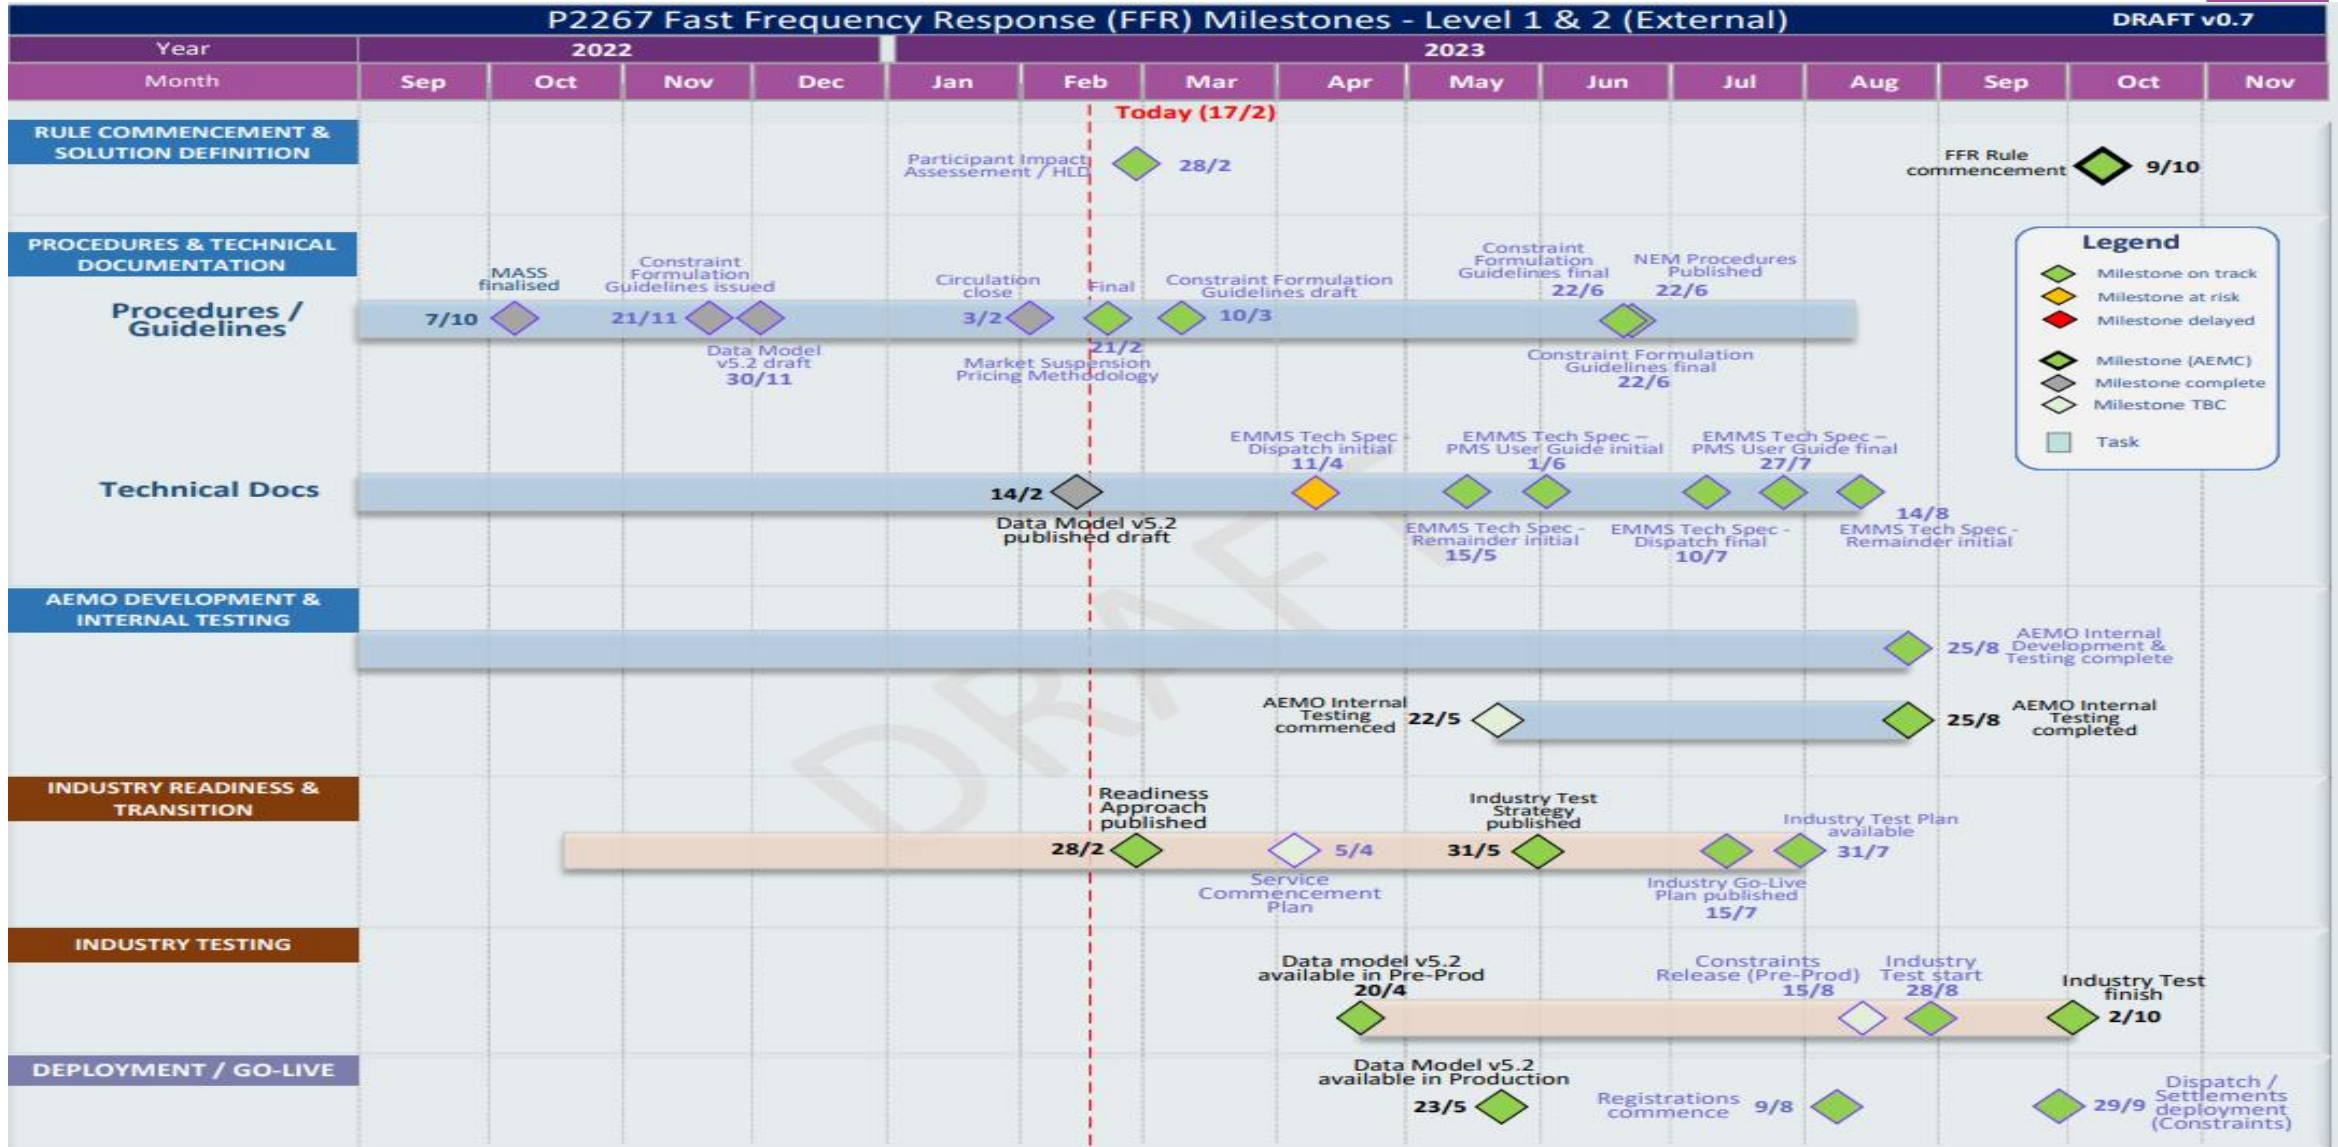 P2267 Fast Frequency Response (FFR) Milestones - Level 1 & 2 (External)
DRAFT v0.7
Year
2022
2023
Month
Sep
Oct
Nov
Dec
Jan
Feb
Mar
Apr
May
Jun
Jul
Aug
Sep
Oct
Nov
Today (17/2)
RULE COMMENCEMENT &
SOLUTION DEFINITION
Participant Impact
Assessement / HLD
28/2
FFR Rule
commencement
9/10
PROCEDURES & TECHNICAL
DOCUMENTATION
Procedures /
Guidelines
MASS
finalised
7/10
Constraint
Formulation
Guidelines issued
21/11
Data Model
v5.2 draft
30/11
Circulation
close
3/2
Final
21/2
Market Suspension
Pricing Methodology
Constraint Formulation
Guidelines draft
10/3
Constraint
Formulation
Guidelines final
22/6
NEM Procedures
Published
22/6
Constraint Formulation
Guidelines final
22/6
Legend
Milestone on track
Milestone at risk
Milestone delayed
Milestone (AEMC)
Milestone complete
Milestone TBC
Task
Technical Docs
14/2
Data Model v5.2
published draft
EMMS Tech Spec -
Dispatch initial
11/4
EMMS Tech Spec –
PMS User Guide initial
1/6
EMMS Tech Spec –
PMS User Guide final
27/7
EMMS Tech Spec -
Remainder initial
15/5
EMMS Tech Spec -
Dispatch final
10/7
14/8
EMMS Tech Spec -
Remainder initial
AEMO DEVELOPMENT &
INTERNAL TESTING
25/8
AEMO Internal
Development &
Testing complete
AEMO Internal
Testing
commenced
22/5
25/8
AEMO Internal
Testing
completed
DRAFT
INDUSTRY READINESS &
TRANSITION
Readiness
Approach
published
28/2
5/4
Service
Commencement
Plan
Industry Test
Strategy
published
31/5
Industry Go-Live
Plan published
15/7
Industry Test Plan
available
31/7
INDUSTRY TESTING
Data model v5.2
available in Pre-Prod
20/4
Constraints
Release (Pre-Prod)
15/8
Industry
Test start
28/8
Industry Test
finish
2/10
DEPLOYMENT / GO-LIVE
Data Model v5.2
available in Production
23/5
Registrations
commence
9/8
29/9
Dispatch /
Settlements
deployment
(Constraints)